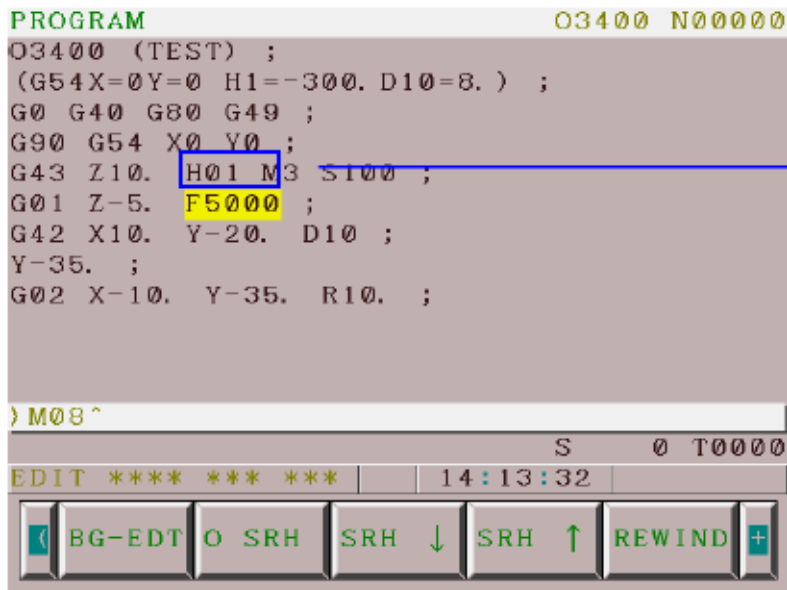 PROGRAM O3400 N00000
O3400 (TEST) ;
(G54X=0Y=0 H1=-300. D10=8. ) ;
G0 G40 G80 G49 ;
G90 G54 X0 Y0 ;
G43 Z10. H01 M3 S100 ;
G01 Z-5. F5000 ;
G42 X10. Y-20. D10 ;
Y-35. ;
G02 X-10. Y-35. R10. ;
) M08^
S 0 T0000
EDIT **** *** *** 14:13:32
( BG-EDT O SRH SRH ↓ SRH ↑ REWIND +